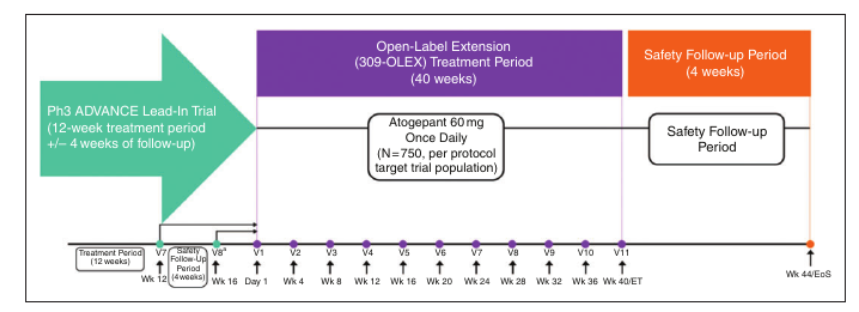 Open-Label Extension
(309-OLEX) Treatment Period
(40 weeks)
Safety Follow-up Period
(4 weeks)
Ph3 ADVANCE Lead-In Trial
(12-week treatment period
+/– 4 weeks of follow-up)
Atogepant 60 mg
Once Daily
(N=750, per protocol
target trial population)
Safety Follow-up
Period
Treatment Period
(12 weeks)
Safety
Follow-Up
Period
(4weeks)
V7 V8a V1 V2 V3 V4 V5 V6 V7 V8 V9 V10 V11
Wk 12 Wk 16 Day 1 Wk 4 Wk 8 Wk 12 Wk 16 Wk 20 Wk 24 Wk 28 Wk 32 Wk 36 Wk 40/ET Wk 44/EoS